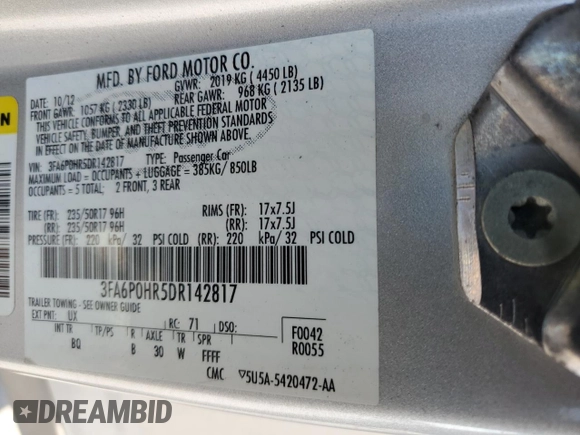 MFD. BY FORD MOTOR CO.
DATE: 10/12 GVWR: 2019 KG ( 4450 LB)
FRONT GAWR: 1057 KG ( 2330 LB) REAR GAWR: 968 KG ( 2135 LB)
THIS VEHICLE CONFORMS TO ALL APPLICABLE FEDERAL MOTOR
VEHICLE SAFETY, BUMPER, AND THEFT PREVENTION STANDARDS
IN EFFECT ON THE DATE OF MANUFACTURE SHOWN ABOVE.
VIN: 3FA6P0HR5DR142817 TYPE: Passenger Car
MAXIMUM LOAD = OCCUPANTS + LUGGAGE = 385KG/ 850LB
OCCUPANTS = 5 TOTAL: 2 FRONT, 3 REAR
TIRE (FR): 235/50R17 96H RIMS (FR): 17x7.5J
(RR): 235/50R17 96H (RR): 17x7.5J
PRESSURE (FR): 220 kPa/ 32 PSI COLD (RR): 220 kPa/ 32 PSI COLD
3FA6P0HR5DR142817
TRAILER TOWING - SEE OWNER GUIDE
EXT PNT: UX RC: 71 DSO:
INT TR TP/PS R AXLE TR SPR F0042
BQ B 30 W FFFF R0055
CMC ▽5U5A-5420472-AA
DREAMBID